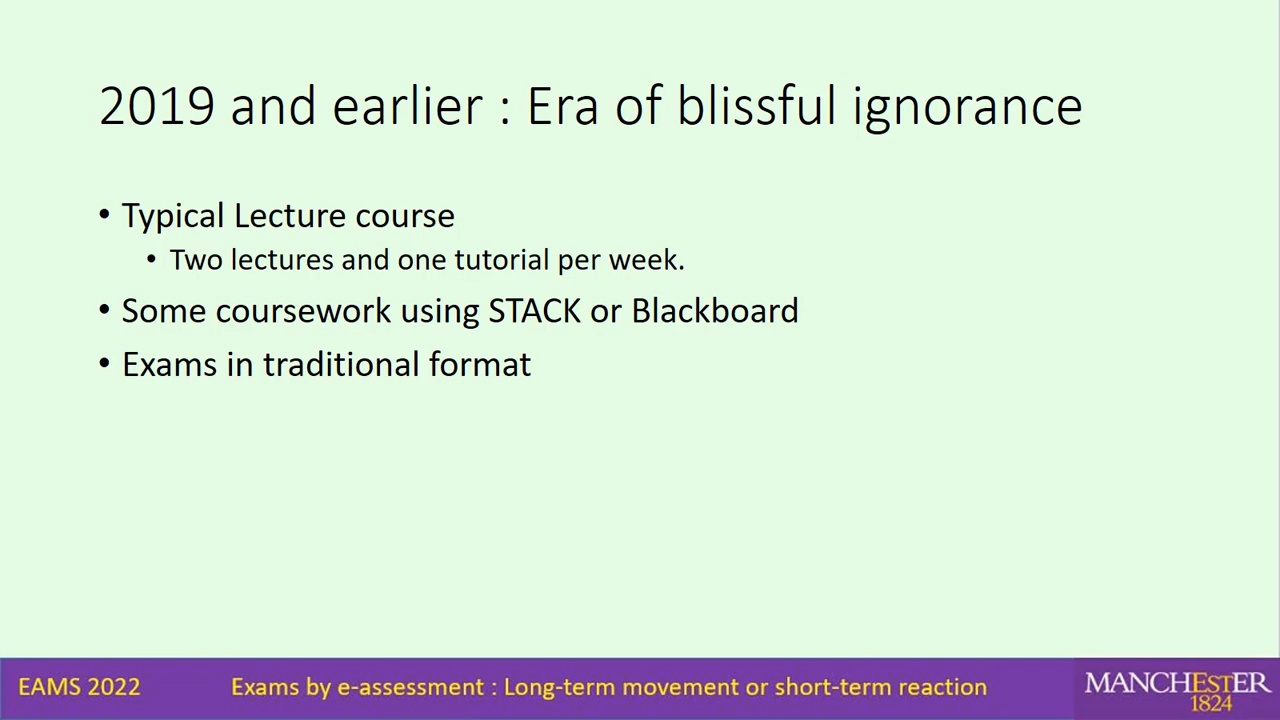 2019 and earlier : Era of blissful ignorance
• Typical Lecture course
• Two lectures and one tutorial per week.
• Some coursework using STACK or Blackboard
• Exams in traditional format
EAMS 2022
Exams by e-assessment : Long-term movement or short-term reaction
MANCHESTER
1824